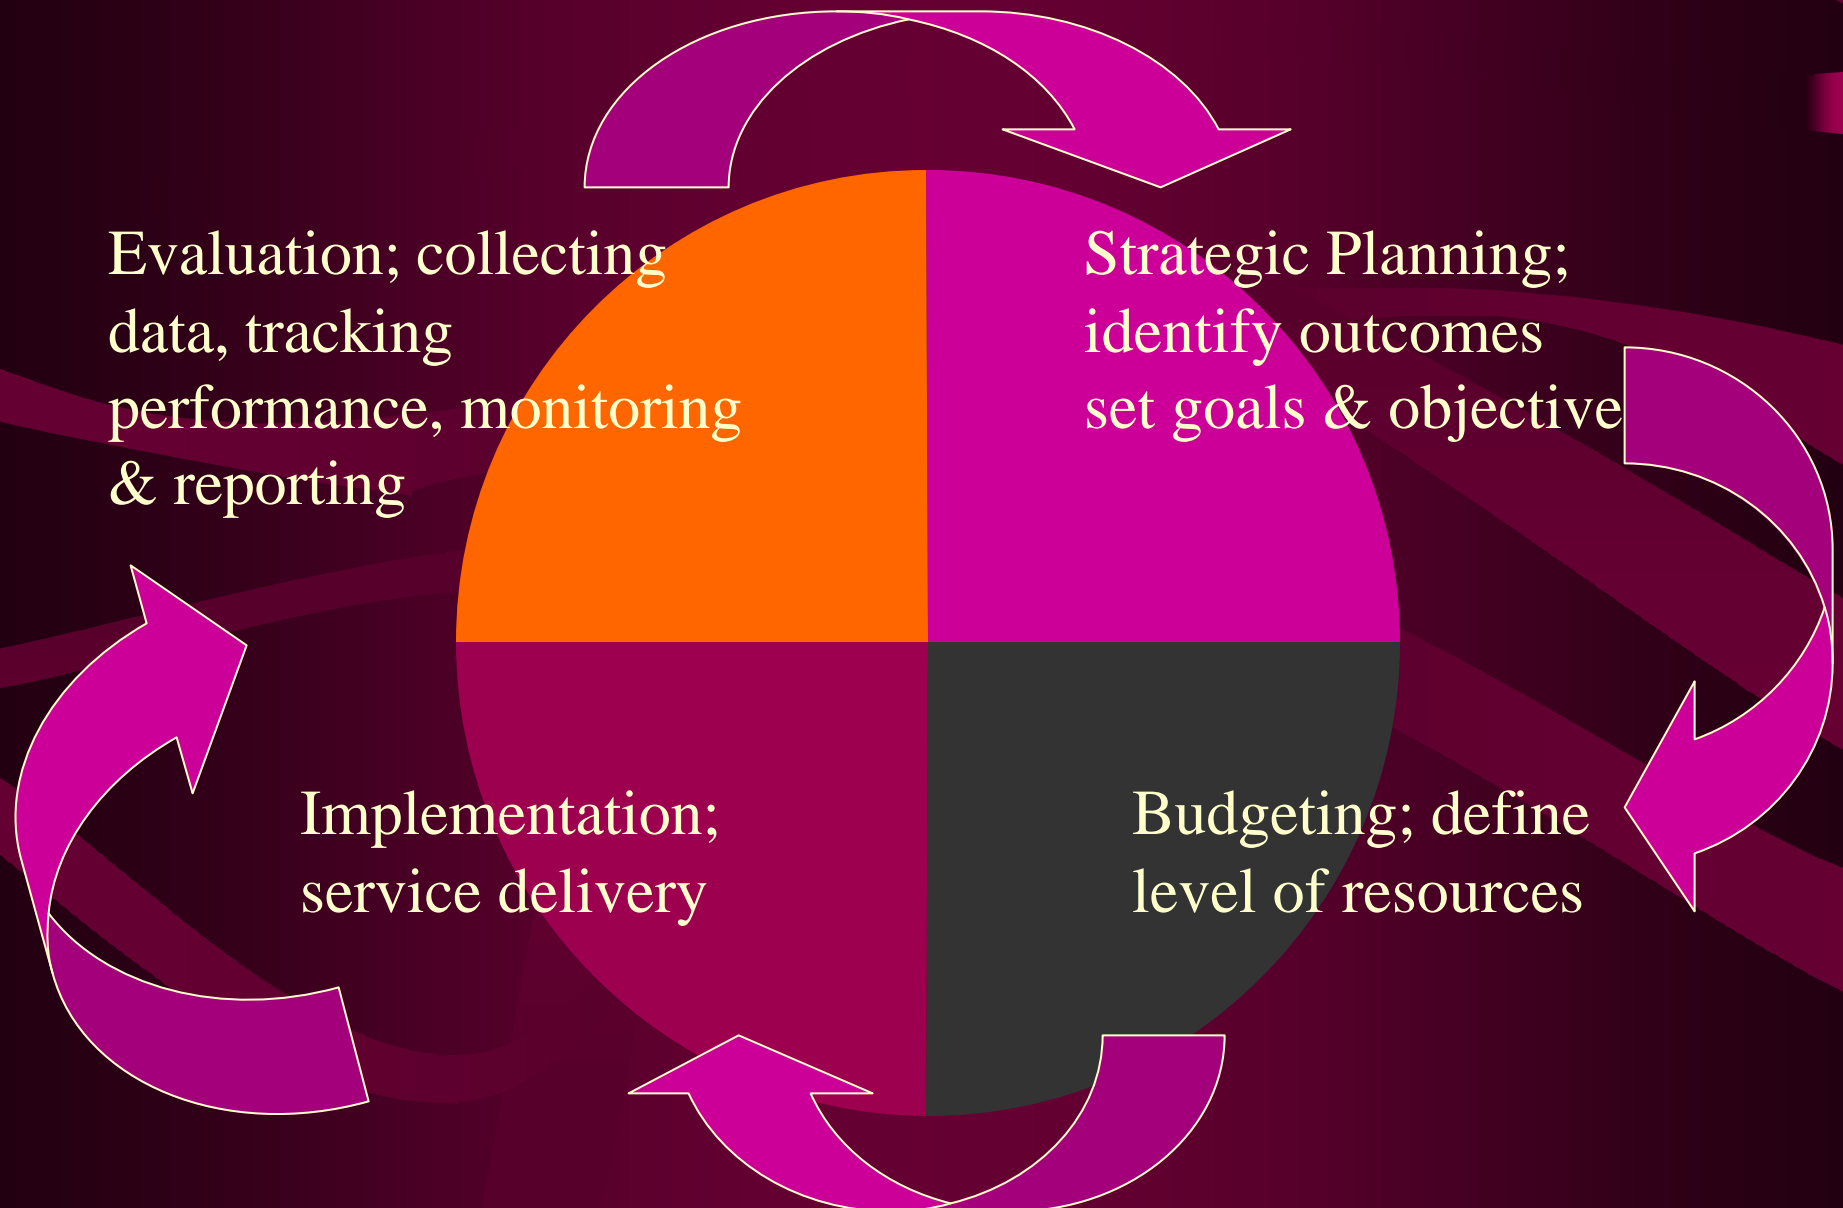 Evaluation; collecting
data, tracking
performance, monitoring
& reporting
Strategic Planning;
identify outcomes
set goals & objective
Implementation;
service delivery
Budgeting; define
level of resources